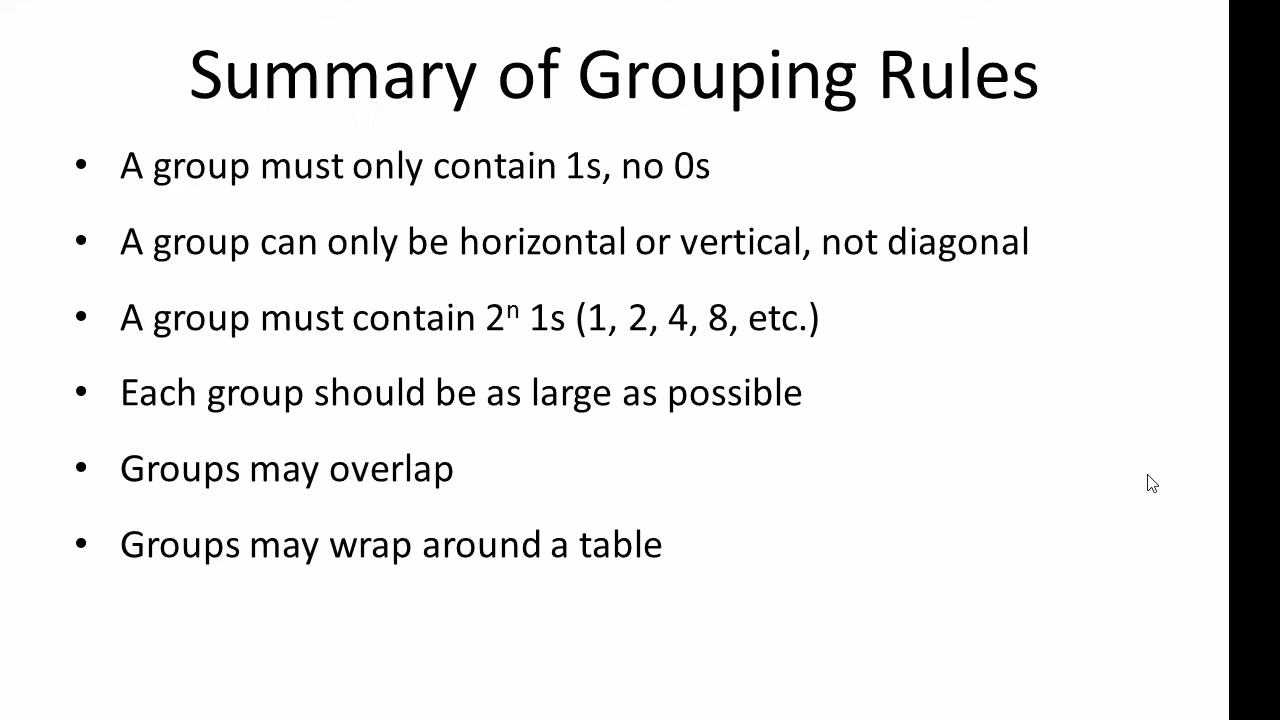 Summary of Grouping Rules
• A group must only contain 1s, no 0s
• A group can only be horizontal or vertical, not diagonal
• A group must contain 2ⁿ 1s (1, 2, 4, 8, etc.)
• Each group should be as large as possible
• Groups may overlap
• Groups may wrap around a table